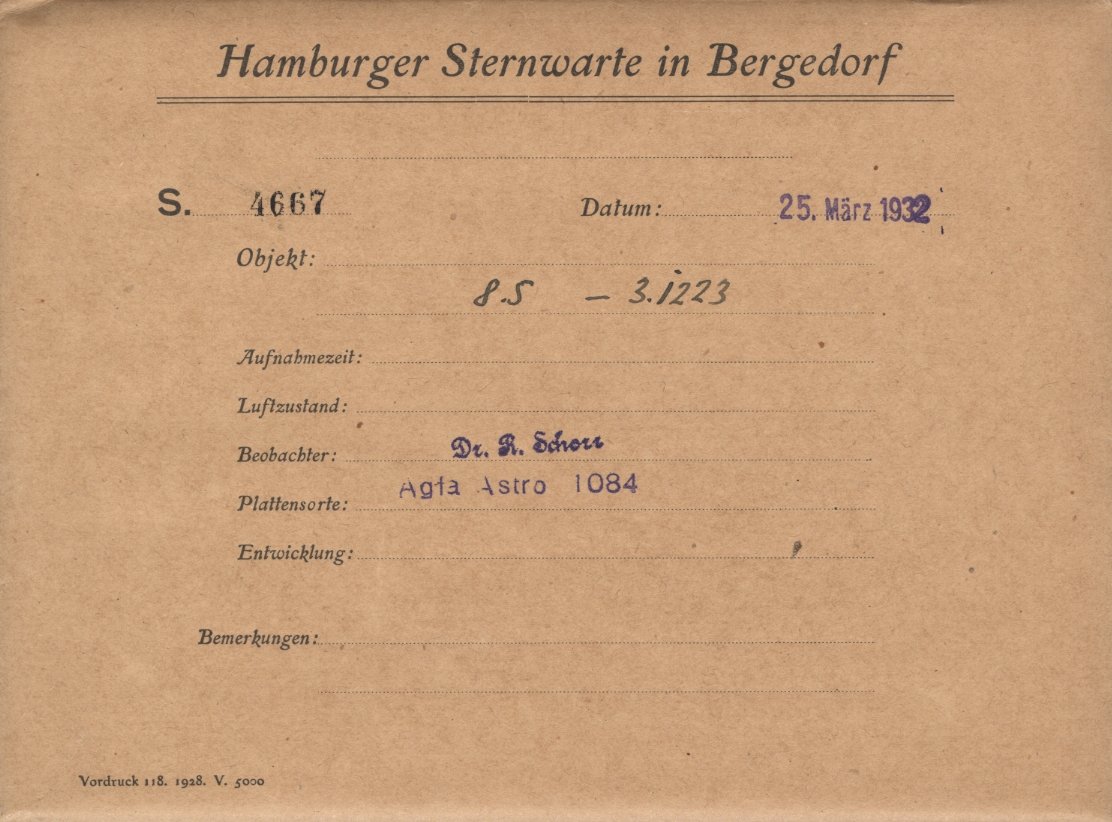 Hamburger Sternwarte in Bergedorf
S. 4667 Datum: 25. März 1932
Objekt:
8.5 – 3.1223
Aufnahmezeit:
Luftzustand:
Beobachter: Dr. R. Schorr
Plattensorte: Agfa Astro 1084
Entwicklung:
Bemerkungen:
Vordruck 118. 1928. V. 5000